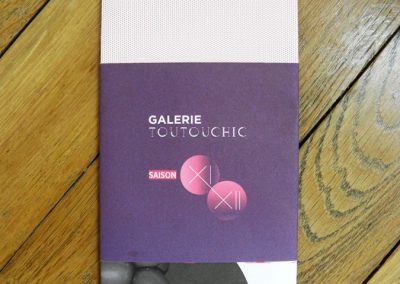 GALERIE
TOUTOUCHIC
SAISON XI
XII